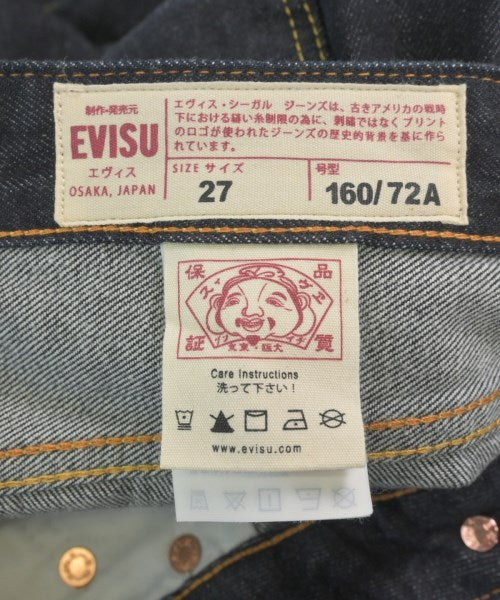 制作・発売元
EVISU
エヴィス
OSAKA, JAPAN
エヴィス・シーガル ジーンズは、古きアメリカの戦時
下における縫い糸制限の為に、刺繍ではなくプリント
のロゴが使われたジーンズの歴史的背景を基に作ら
れています。
SIZE サイズ
27
号型
160/72A
保 品
証 質
Care Instructions
洗って下さい!
www.evisu.com